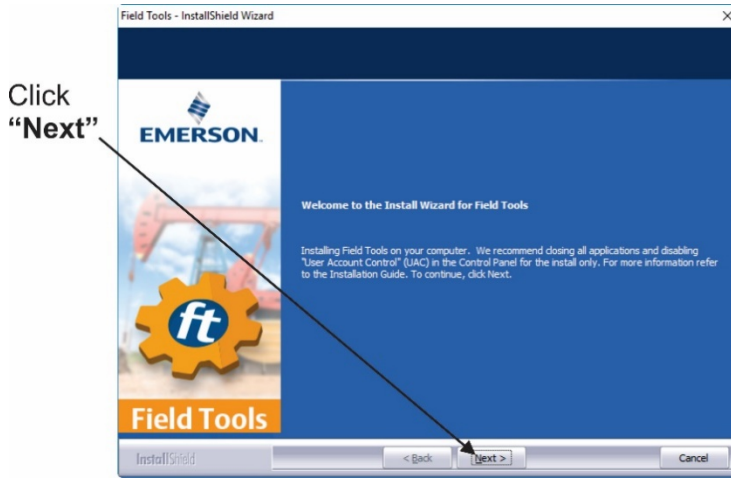 Field Tools - InstallShield Wizard
Click
“Next”
EMERSON.
Welcome to the Install Wizard for Field Tools
Installing Field Tools on your computer. We recommend closing all applications and disabling
"User Account Control" (UAC) in the Control Panel for the install only. For more information refer
to the Installation Guide. To continue, click Next.
ft
Field Tools
InstallShield
< Back
Next >
Cancel